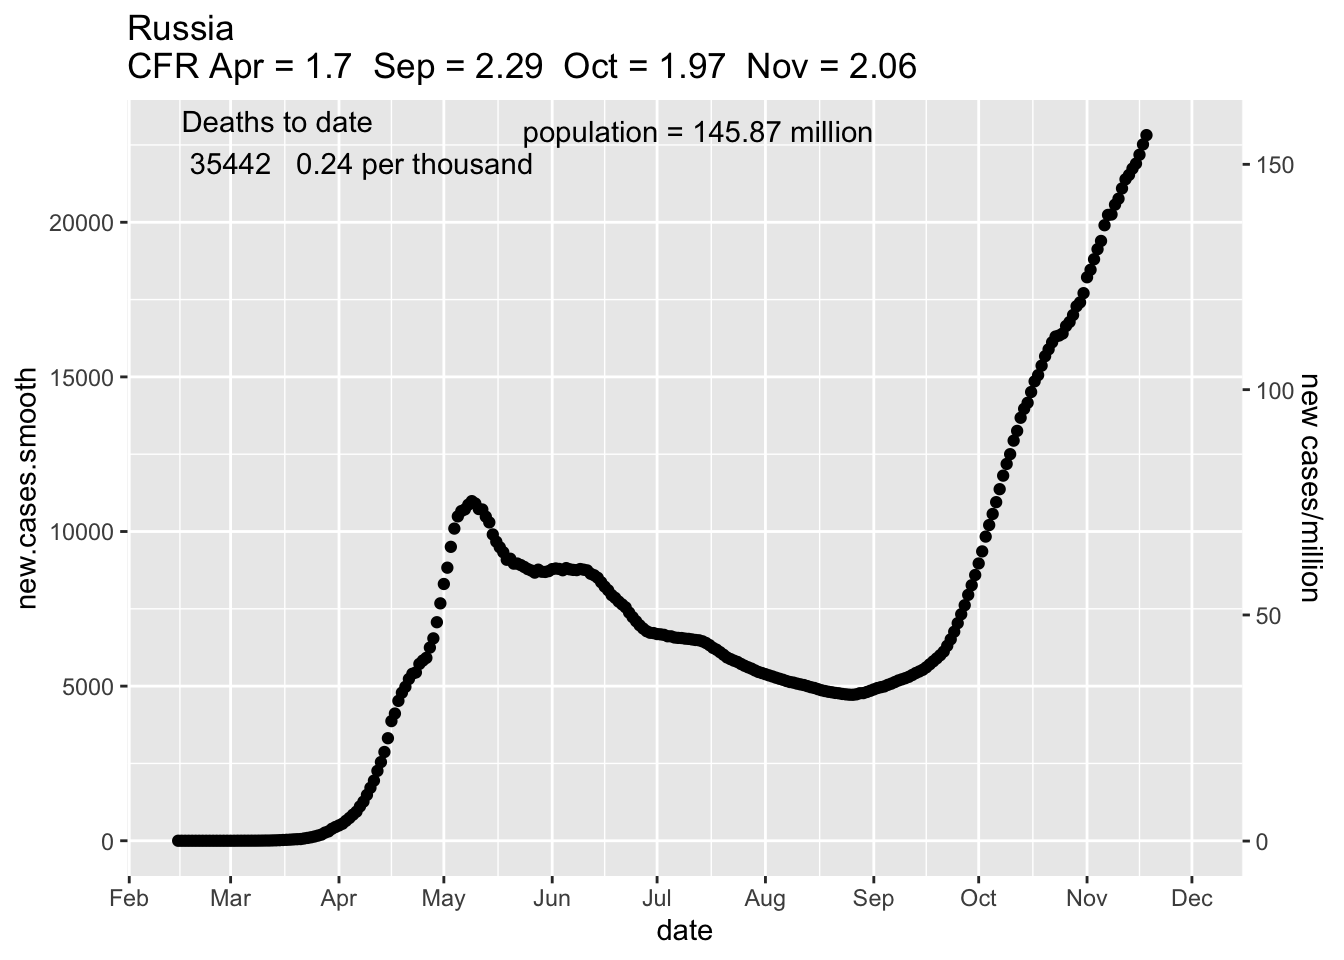 Russia
CFR Apr = 1.7  Sep = 2.29  Oct = 1.97  Nov = 2.06
Deaths to date
35442   0.24 per thousand
population = 145.87 million
new.cases.smooth
20000
15000
10000
5000
0
150
100
50
0
new cases/million
Feb Mar Apr May Jun Jul Aug Sep Oct Nov Dec
date